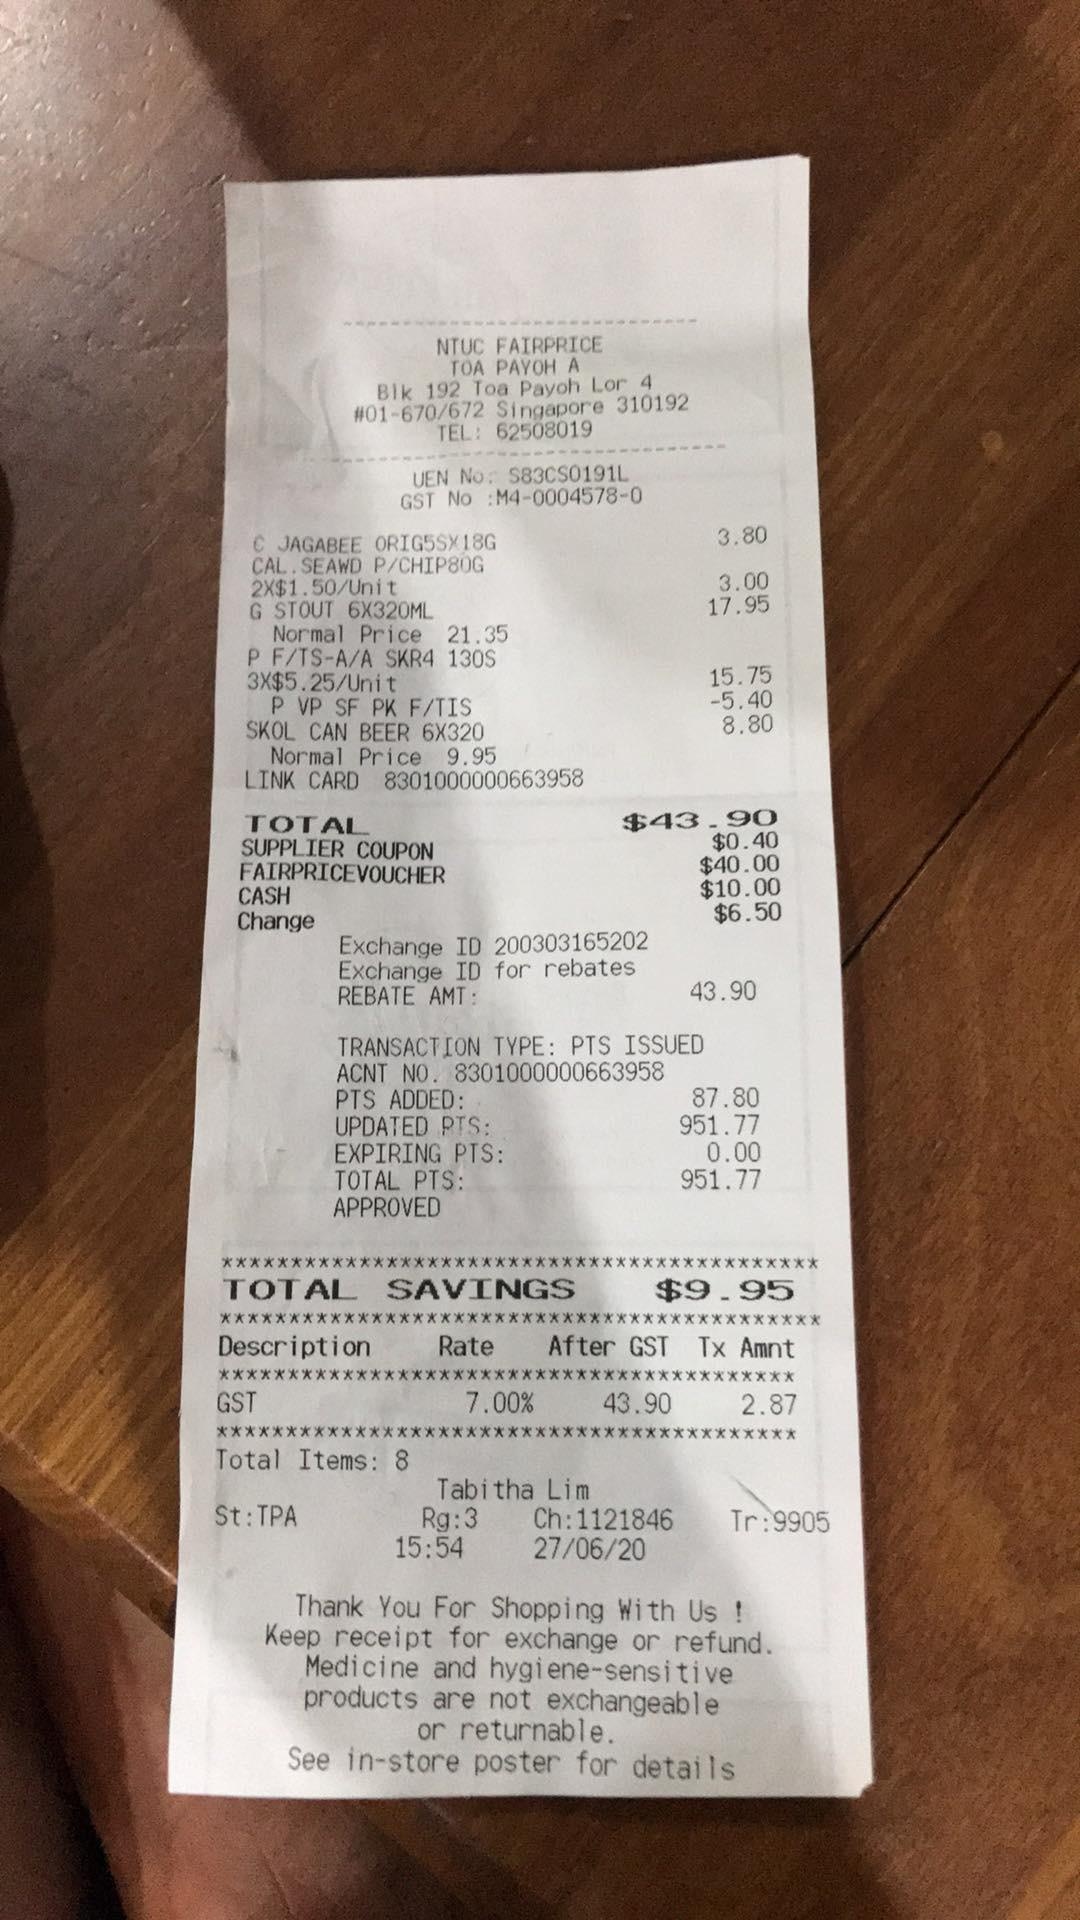 NTUC FAIRPRICE
TOA PAYOH A
Blk 192 Toa Payoh Lor 4
#01-670/672 Singapore 310192
TEL: 62508019
UEN No: S83CS0191L
GST No :M4-0004578-0
C JAGABEE ORIG5SX18G 3.80
CAL.SEAWD P/CHIP80G
2X$1.50/Unit 3.00
G STOUT 6X320ML 17.95
Normal Price 21.35
P F/TS-A/A SKR4 130S
3X$5.25/Unit 15.75
P VP SF PK F/TIS -5.40
SKOL CAN BEER 6X320 8.80
Normal Price 9.95
LINK CARD 8301000000663958
TOTAL $43.90
SUPPLIER COUPON $0.40
FAIRPRICEVOUCHER $40.00
CASH $10.00
Change $6.50
Exchange ID 200303165202
Exchange ID for rebates
REBATE AMT: 43.90
TRANSACTION TYPE: PTS ISSUED
ACNT NO. 8301000000663958
PTS ADDED: 87.80
UPDATED PTS: 951.77
EXPIRING PTS: 0.00
TOTAL PTS: 951.77
APPROVED
********************************************
TOTAL SAVINGS $9.95
********************************************
Description Rate After GST Tx Amnt
********************************************
GST 7.00% 43.90 2.87
********************************************
Total Items: 8
Tabitha Lim
St:TPA Rg:3 Ch:1121846 Tr:9905
15:54 27/06/20
Thank You For Shopping With Us !
Keep receipt for exchange or refund.
Medicine and hygiene-sensitive
products are not exchangeable
or returnable.
See in-store poster for details